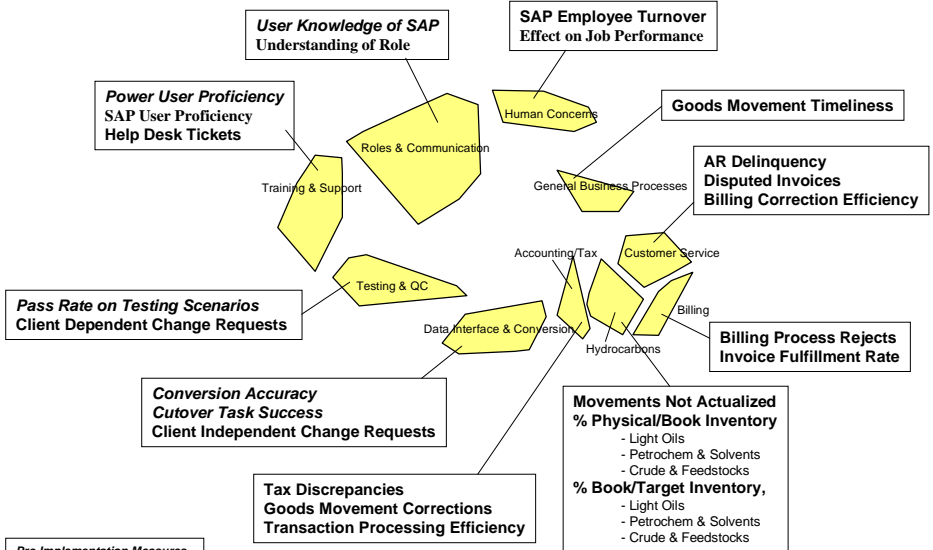 User Knowledge of SAP
Understanding of Role
SAP Employee Turnover
Effect on Job Performance
Power User Proficiency
SAP User Proficiency
Help Desk Tickets
Human Concerns
Goods Movement Timeliness
Roles & Communication
Training & Support
General Business Processes
AR Delinquency
Disputed Invoices
Billing Correction Efficiency
Accounting/Tax
Customer Service
Testing & QC
Pass Rate on Testing Scenarios
Client Dependent Change Requests
Data Interface & Conversion
Billing
Hydrocarbons
Billing Process Rejects
Invoice Fulfillment Rate
Conversion Accuracy
Cutover Task Success
Client Independent Change Requests
Movements Not Actualized
% Physical/Book Inventory
- Light Oils
- Petrochem & Solvents
- Crude & Feedstocks
% Book/Target Inventory,
- Light Oils
- Petrochem & Solvents
- Crude & Feedstocks
Tax Discrepancies
Goods Movement Corrections
Transaction Processing Efficiency
Pre Implementation Measures